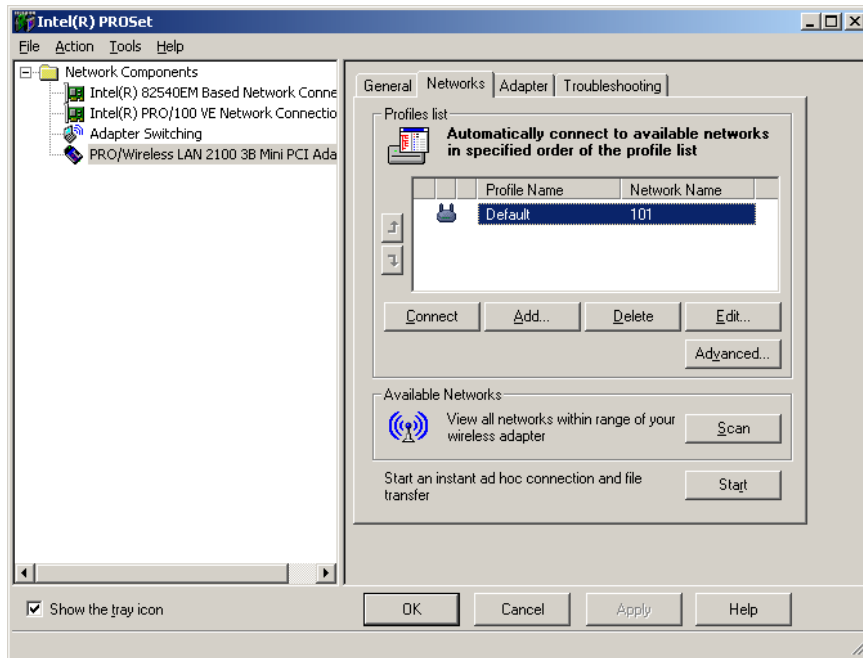 Intel(R) PROSet
File Action Tools Help
Network Components
Intel(R) 82540EM Based Network Conne
Intel(R) PRO/100 VE Network Connectio
Adapter Switching
PRO/Wireless LAN 2100 3B Mini PCI Ada
General Networks Adapter Troubleshooting
Profiles list
Automatically connect to available networks
in specified order of the profile list
Profile Name Network Name
Default 101
Connect Add... Delete Edit...
Advanced...
Available Networks
View all networks within range of your
wireless adapter
Scan
Start an instant ad hoc connection and file
transfer
Start
Show the tray icon
OK Cancel Apply Help